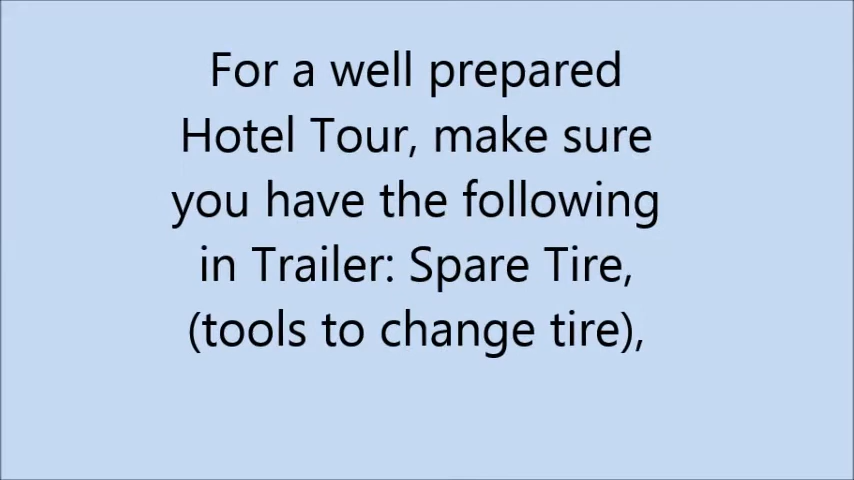 For a well prepared
Hotel Tour, make sure
you have the following
in Trailer: Spare Tire,
(tools to change tire),